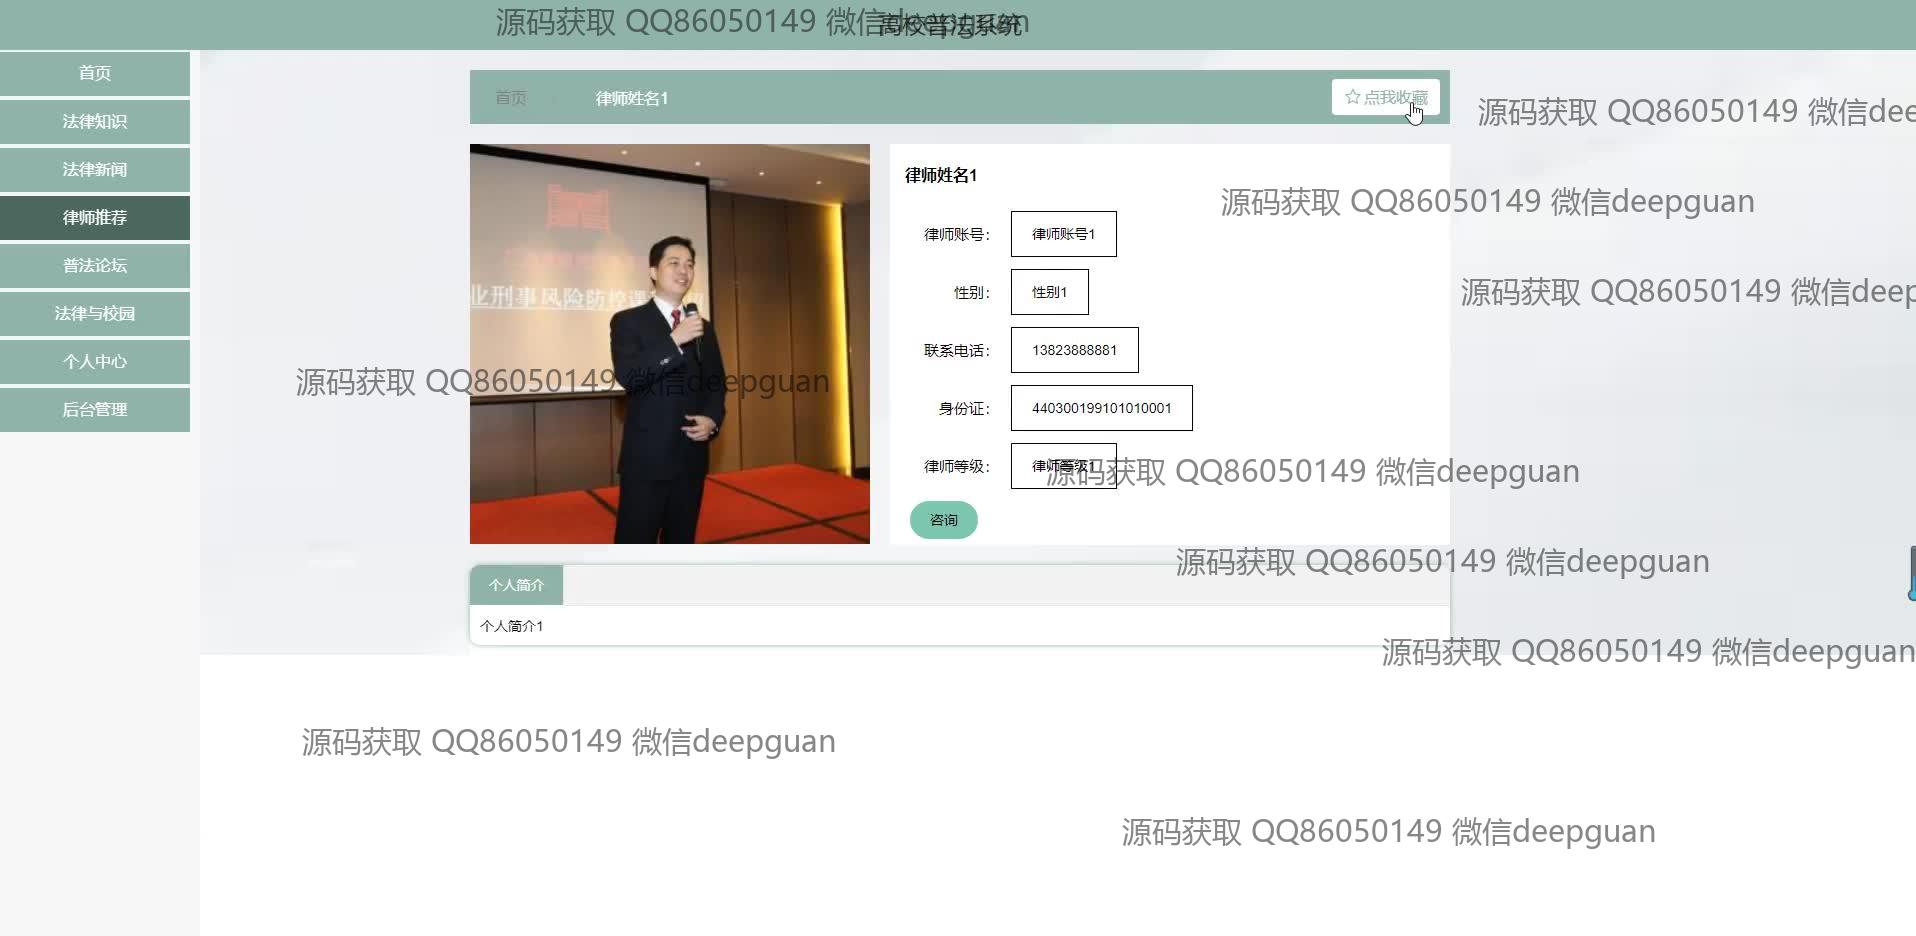 源码获取 QQ86050149 微信deepguan
高校普法系统
首页
法律知识
法律新闻
律师推荐
普法论坛
法律与校园
个人中心
后台管理
首页
律师姓名1
点我收藏
源码获取 QQ86050149 微信dee
业刑事风险防控课
律师姓名1
源码获取 QQ86050149 微信deepguan
律师账号： 律师账号1
性别： 性别1
源码获取 QQ86050149 微信deep
联系电话： 13823888881
源码获取 QQ86050149 微信deepguan
身份证： 440300199101010001
律师等级： 律师等级1
源码获取 QQ86050149 微信deepguan
咨询
源码获取 QQ86050149 微信deepguan
个人简介
个人简介1
源码获取 QQ86050149 微信deepguan
源码获取 QQ86050149 微信deepguan
源码获取 QQ86050149 微信deepguan